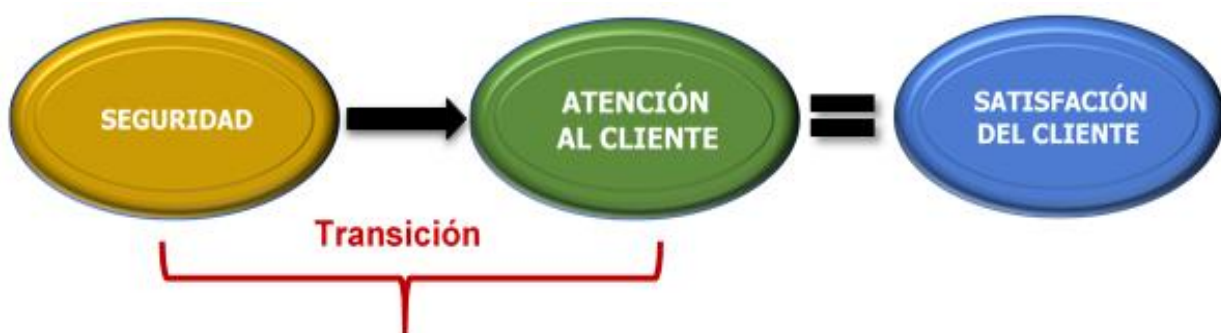 SEGURIDAD
ATENCIÓN
AL CLIENTE
SATISFACIÓN
DEL CLIENTE
Transición